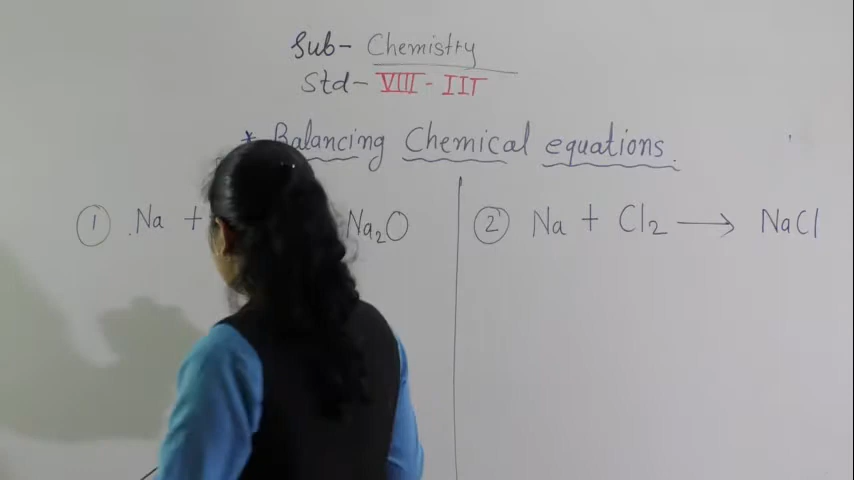 Sub- Chemistry
Std- VIII - IIT
* Balancing Chemical equations.
① Na + Na₂O
② Na + Cl₂ ⟶ NaCl